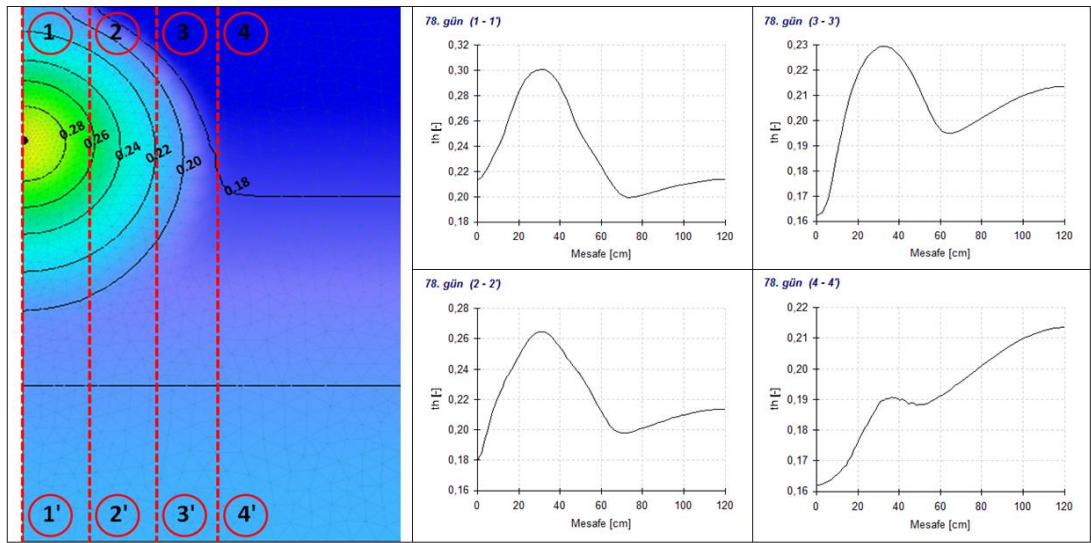 1 2 3 4
0.28
0.26
0.24
0.22
0.20
0.18
1' 2' 3' 4'
78. gün (1 - 1')
th [-]
0,32
0,30
0,28
0,26
0,24
0,22
0,20
0,18
0 20 40 60 80 100 120
Mesafe [cm]
78. gün (3 - 3')
th [-]
0,23
0,22
0,21
0,20
0,19
0,18
0,17
0,16
0 20 40 60 80 100 120
Mesafe [cm]
78. gün (2 - 2')
th [-]
0,28
0,26
0,24
0,22
0,20
0,18
0,16
0 20 40 60 80 100 120
Mesafe [cm]
78. gün (4 - 4')
th [-]
0,22
0,21
0,20
0,19
0,18
0,17
0,16
0 20 40 60 80 100 120
Mesafe [cm]